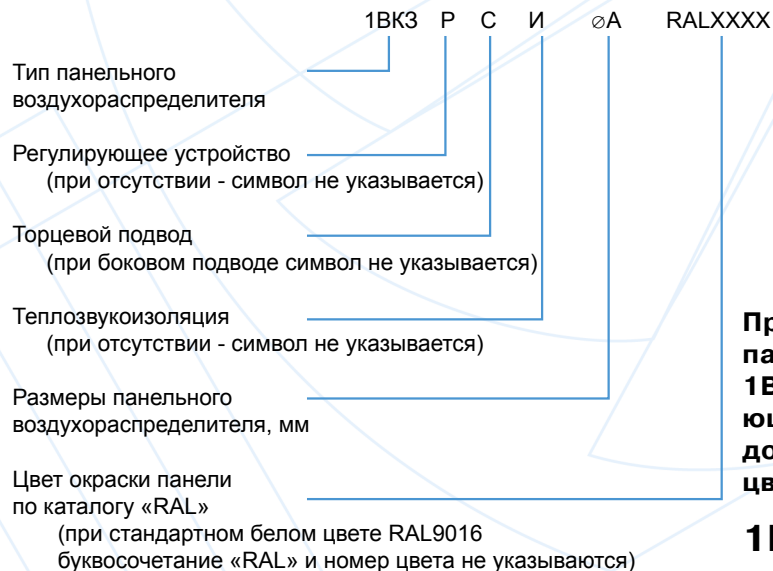 1ВКЗ Р С И ⌀А RALXXXX
Тип панельного
воздухораспределителя
Регулирующее устройство
(при отсутствии - символ не указывается)
Торцевой подвод
(при боковом подводе символ не указывается)
Теплозвукоизоляция
(при отсутствии - символ не указывается)
Размеры панельного
воздухораспределителя, мм
Цвет окраски панели
по каталогу «RAL»
(при стандартном белом цвете RAL9016
буквосочетание «RAL» и номер цвета не указываются)